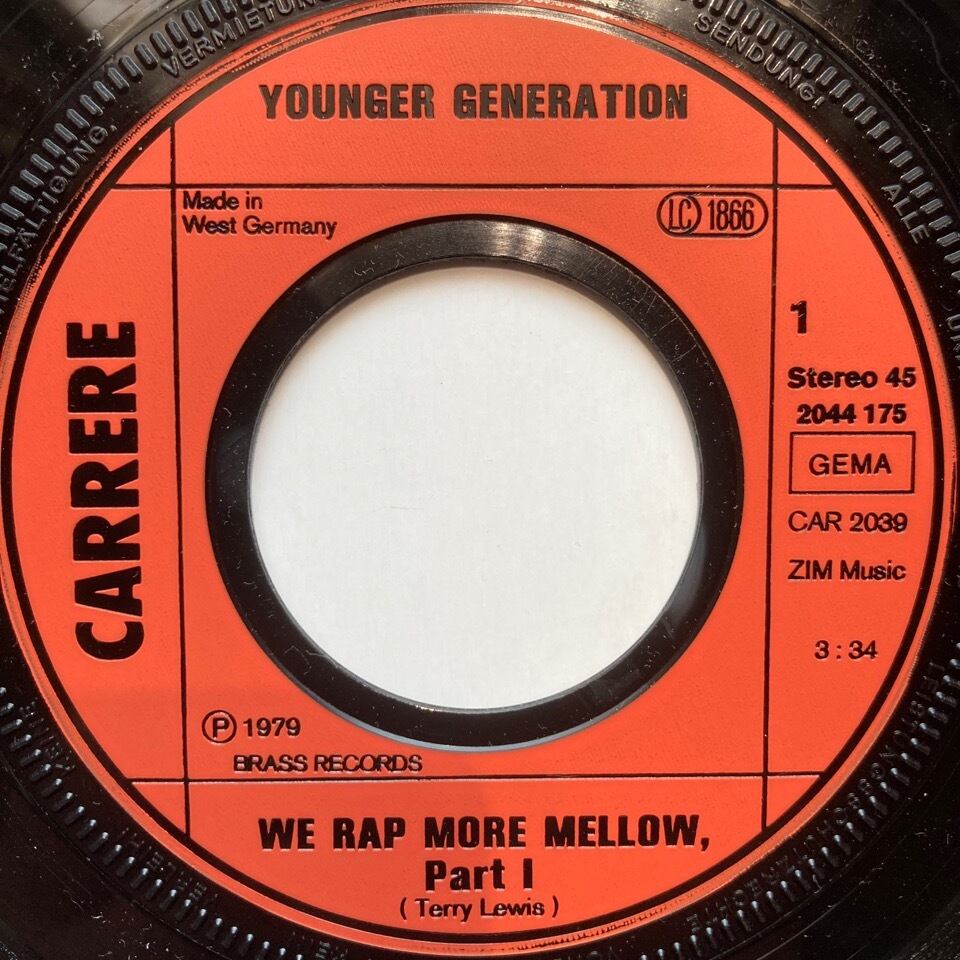 VERMIETUNG
SENDUNG!
VIELFÄLTIGUNG,
ALLE
YOUNGER GENERATION
Made in
West Germany
LC 1866
CARRERE
1
Stereo 45
2044 175
GEMA
CAR 2039
ZIM Music
3:34
Ⓟ 1979
BRASS RECORDS
WE RAP MORE MELLOW,
Part I
(Terry Lewis)